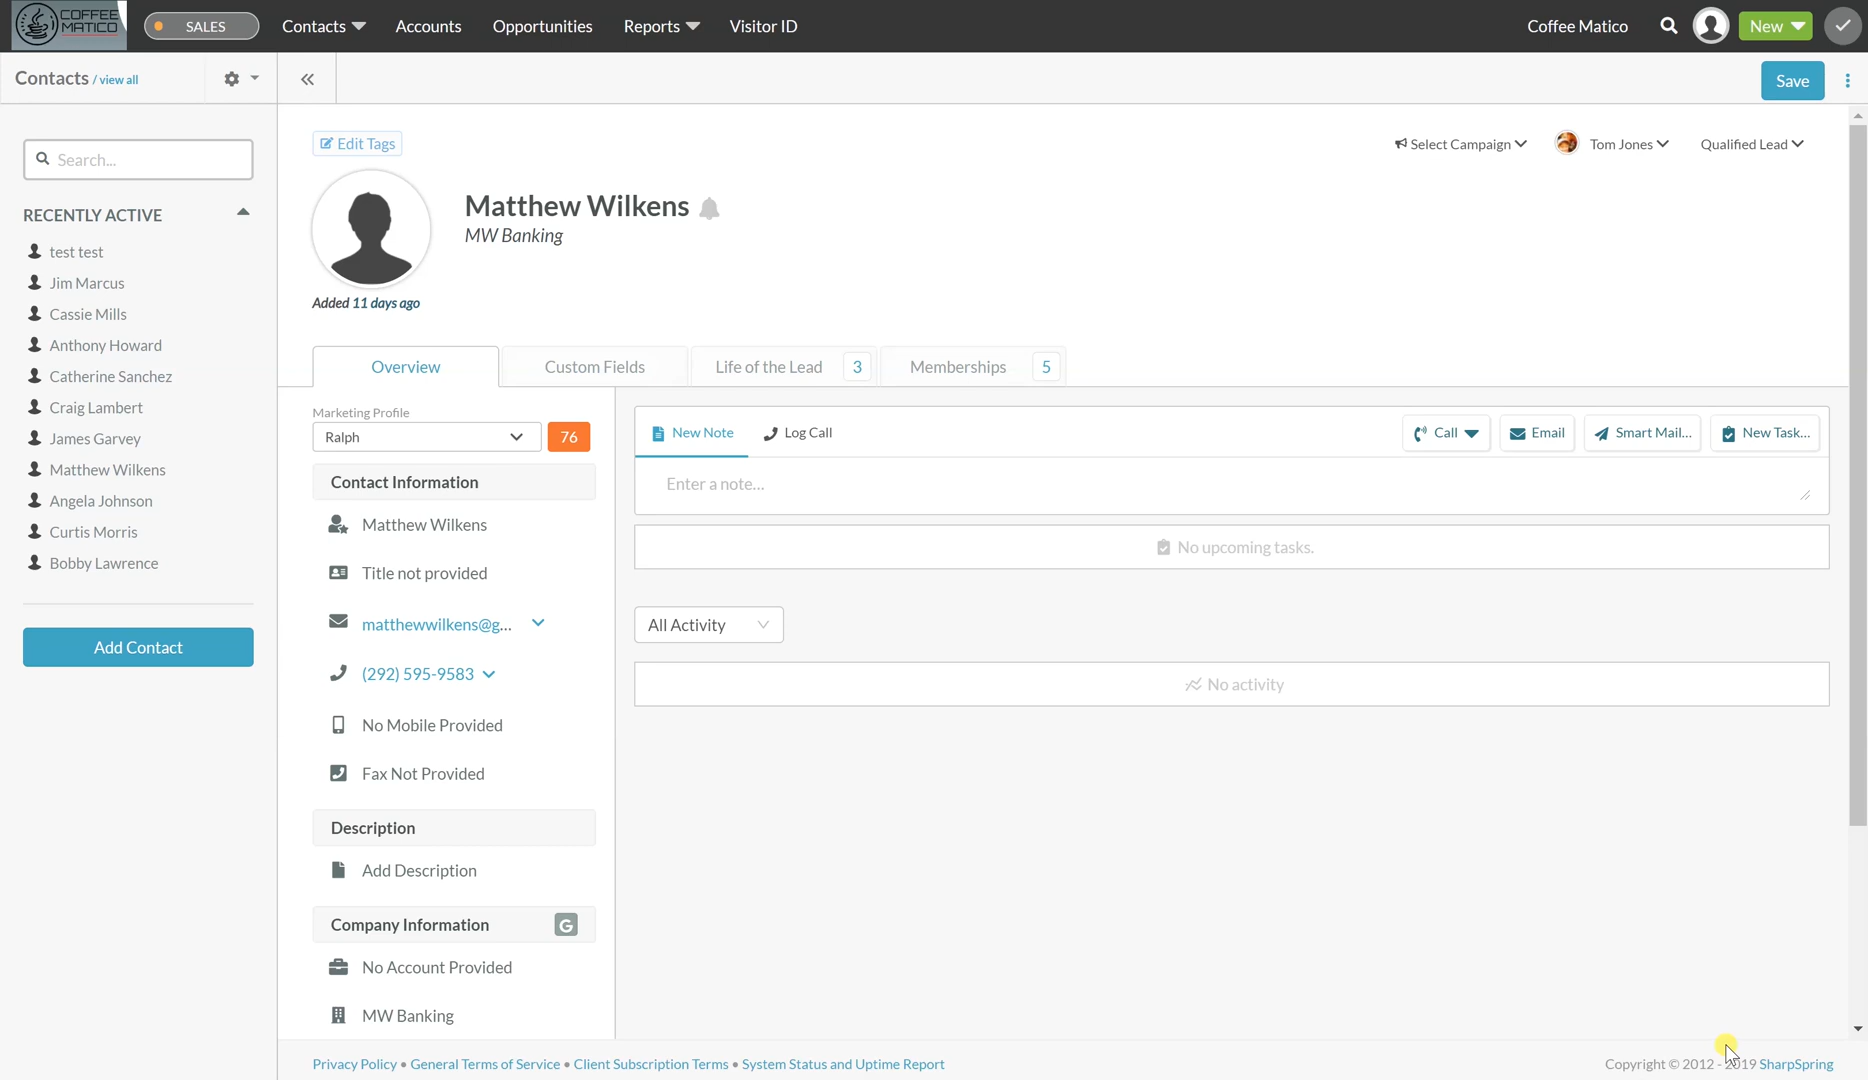 COFFEE
MATICO
SALES
Contacts
Accounts
Opportunities
Reports
Visitor ID
Coffee Matico
New
Contacts / view all
Save
Search...
RECENTLY ACTIVE
test test
Jim Marcus
Cassie Mills
Anthony Howard
Catherine Sanchez
Craig Lambert
James Garvey
Matthew Wilkens
Angela Johnson
Curtis Morris
Bobby Lawrence
Add Contact
Edit Tags
Select Campaign
Tom Jones
Qualified Lead
Matthew Wilkens
MW Banking
Added 11 days ago
Overview
Custom Fields
Life of the Lead 3
Memberships 5
Marketing Profile
Ralph
76
Contact Information
Matthew Wilkens
Title not provided
matthewwilkens@g...
(292) 595-9583
No Mobile Provided
Fax Not Provided
Description
Add Description
Company Information
G
No Account Provided
MW Banking
New Note
Log Call
Call
Email
Smart Mail...
New Task...
Enter a note...
No upcoming tasks.
All Activity
No activity
Privacy Policy • General Terms of Service • Client Subscription Terms • System Status and Uptime Report
Copyright © 2012 - 2019 SharpSpring